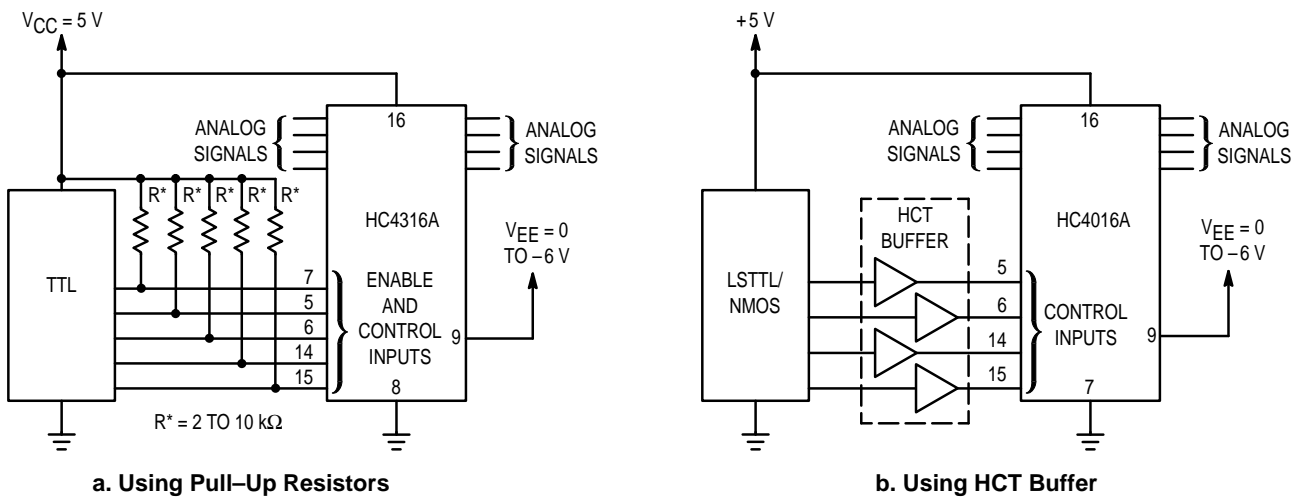 VCC = 5 V
16
ANALOG
SIGNALS
ANALOG
SIGNALS
R* R* R* R* R*
HC4316A
VEE = 0
TO –6 V
TTL
7
5
6
14
15
ENABLE
AND
CONTROL
INPUTS
9
8
R* = 2 TO 10 kΩ
a. Using Pull–Up Resistors
+5 V
16
ANALOG
SIGNALS
ANALOG
SIGNALS
HCT
BUFFER
HC4016A
VEE = 0
TO –6 V
LSTTL/
NMOS
5
6
14
15
CONTROL
INPUTS
9
7
b. Using HCT Buffer